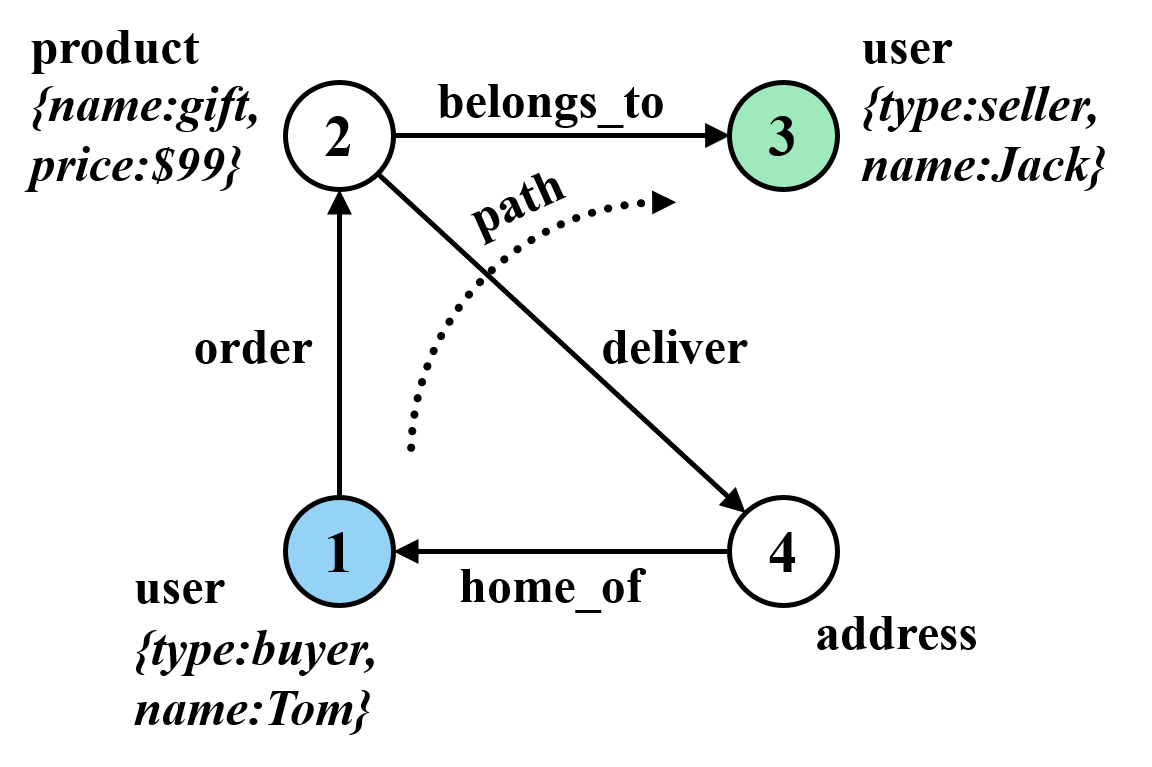 product
{name:gift,
price:$99}
2
belongs_to
3
user
{type:seller,
name:Jack}
path
order
deliver
1
home_of
4
user
{type:buyer,
name:Tom}
address